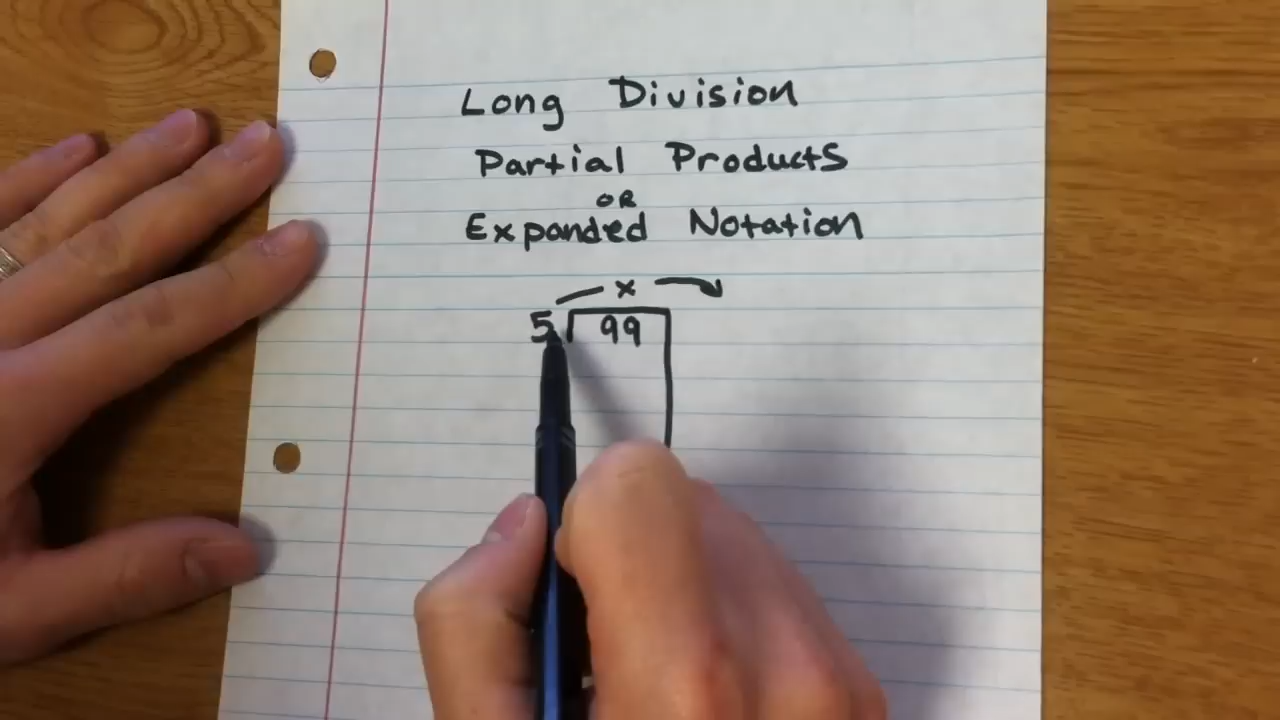 Long Division
Partial Products
OR
Expanded Notation
x
5 99